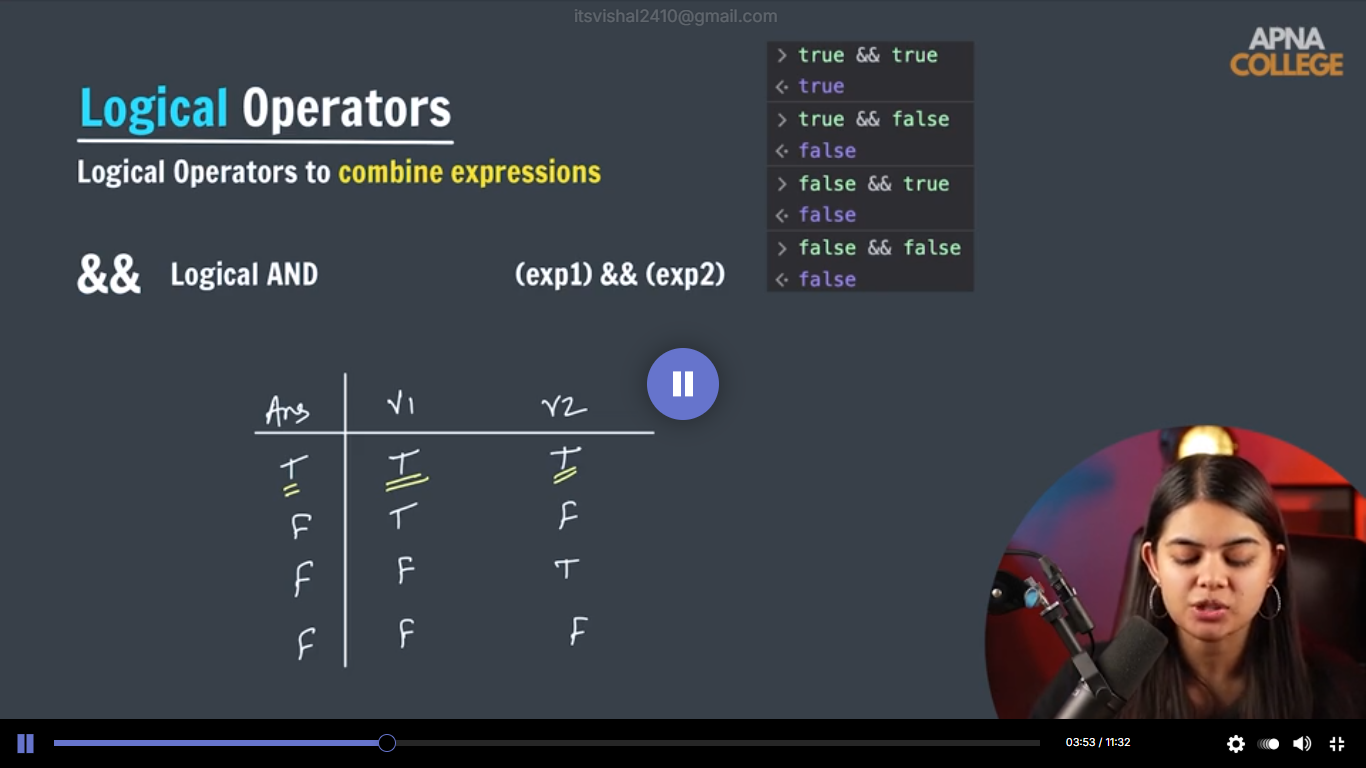 itsvishal2410@gmail.com
APNA
COLLEGE
Logical Operators
Logical Operators to combine expressions
&& Logical AND (exp1) && (exp2)
> true && true
<· true
> true && false
<· false
> false && true
<· false
> false && false
<· false
Ans V1 V2
T T T
F T F
F F T
F F F
03:53 / 11:32